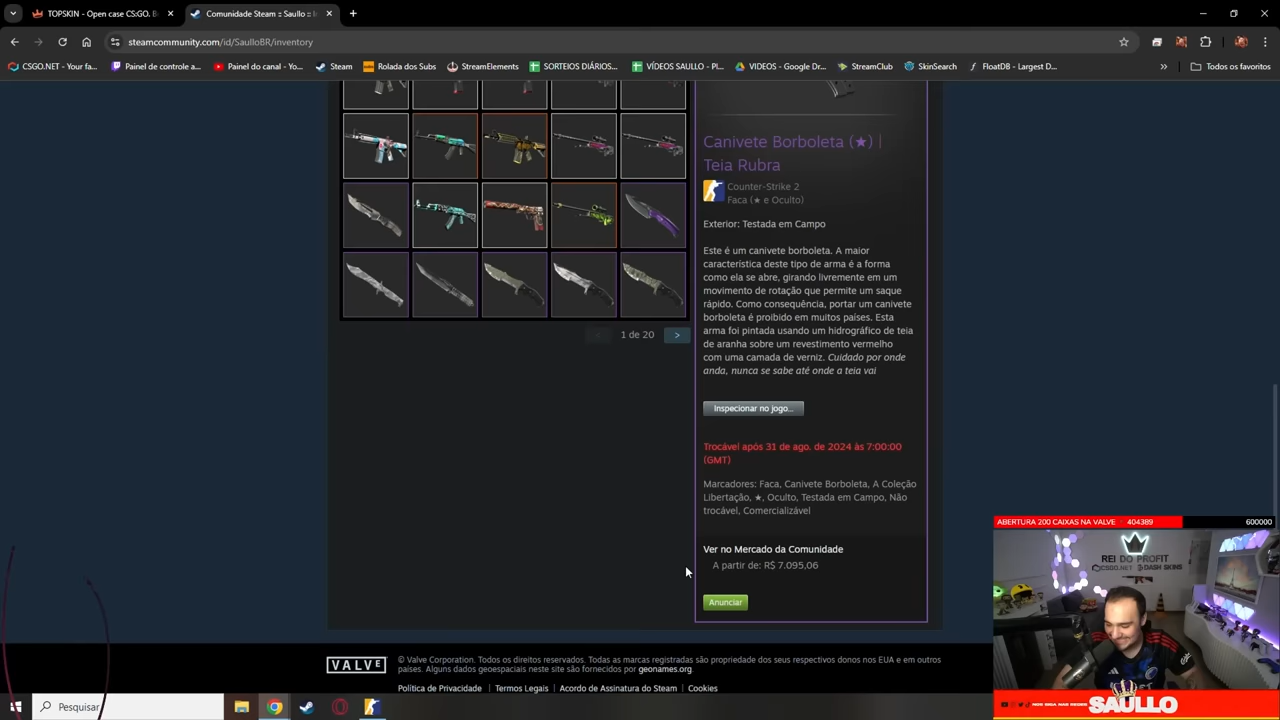 TOPSKIN - Open case CS:GO. B
Comunidade Steam :: Saullo :: I
steamcommunity.com/id/SaulloBR/inventory
CSGO.NET - Your fa...
Painel de controle a...
Painel do canal - Yo...
Steam
Rolada dos Subs
StreamElements
SORTEIOS DIÁRIOS...
VÍDEOS SAULLO - Pl...
VIDEOS - Google Dr...
StreamClub
SkinSearch
FloatDB - Largest D...
»
Todos os favoritos
Canivete Borboleta (★) |
Teia Rubra
Counter-Strike 2
Faca (★ e Oculto)
Exterior: Testada em Campo
Este é um canivete borboleta. A maior
característica deste tipo de arma é a forma
como ela se abre, girando livremente em um
movimento de rotação que permite um saque
rápido. Como consequência, portar um canivete
borboleta é proibido em muitos países. Esta
arma foi pintada usando um hidrográfico de teia
de aranha sobre um revestimento vermelho
com uma camada de verniz. Cuidado por onde
anda, nunca se sabe até onde a teia vai
< 1 de 20 >
Inspecionar no jogo...
Trocável após 31 de ago. de 2024 às 7:00:00
(GMT)
Marcadores: Faca, Canivete Borboleta, A Coleção
Libertação, ★, Oculto, Testada em Campo, Não
trocável, Comercializável
Ver no Mercado da Comunidade
A partir de: R$ 7.095,06
Anunciar
ABERTURA 200 CAIXAS NA VALVE 404389 600000
REI DO PROFIT
CSGO.NET DASH SKINS
VALVE
© Valve Corporation. Todos os direitos reservados. Todas as marcas registradas são propriedade dos seus respectivos donos nos EUA e em outros
países. Alguns dados geoespaciais neste site são fornecidos por geonames.org.
Política de Privacidade | Termos Legais | Acordo de Assinatura do Steam | Cookies
Pesquisar
NOS SIGA NAS REDES
SAULLO